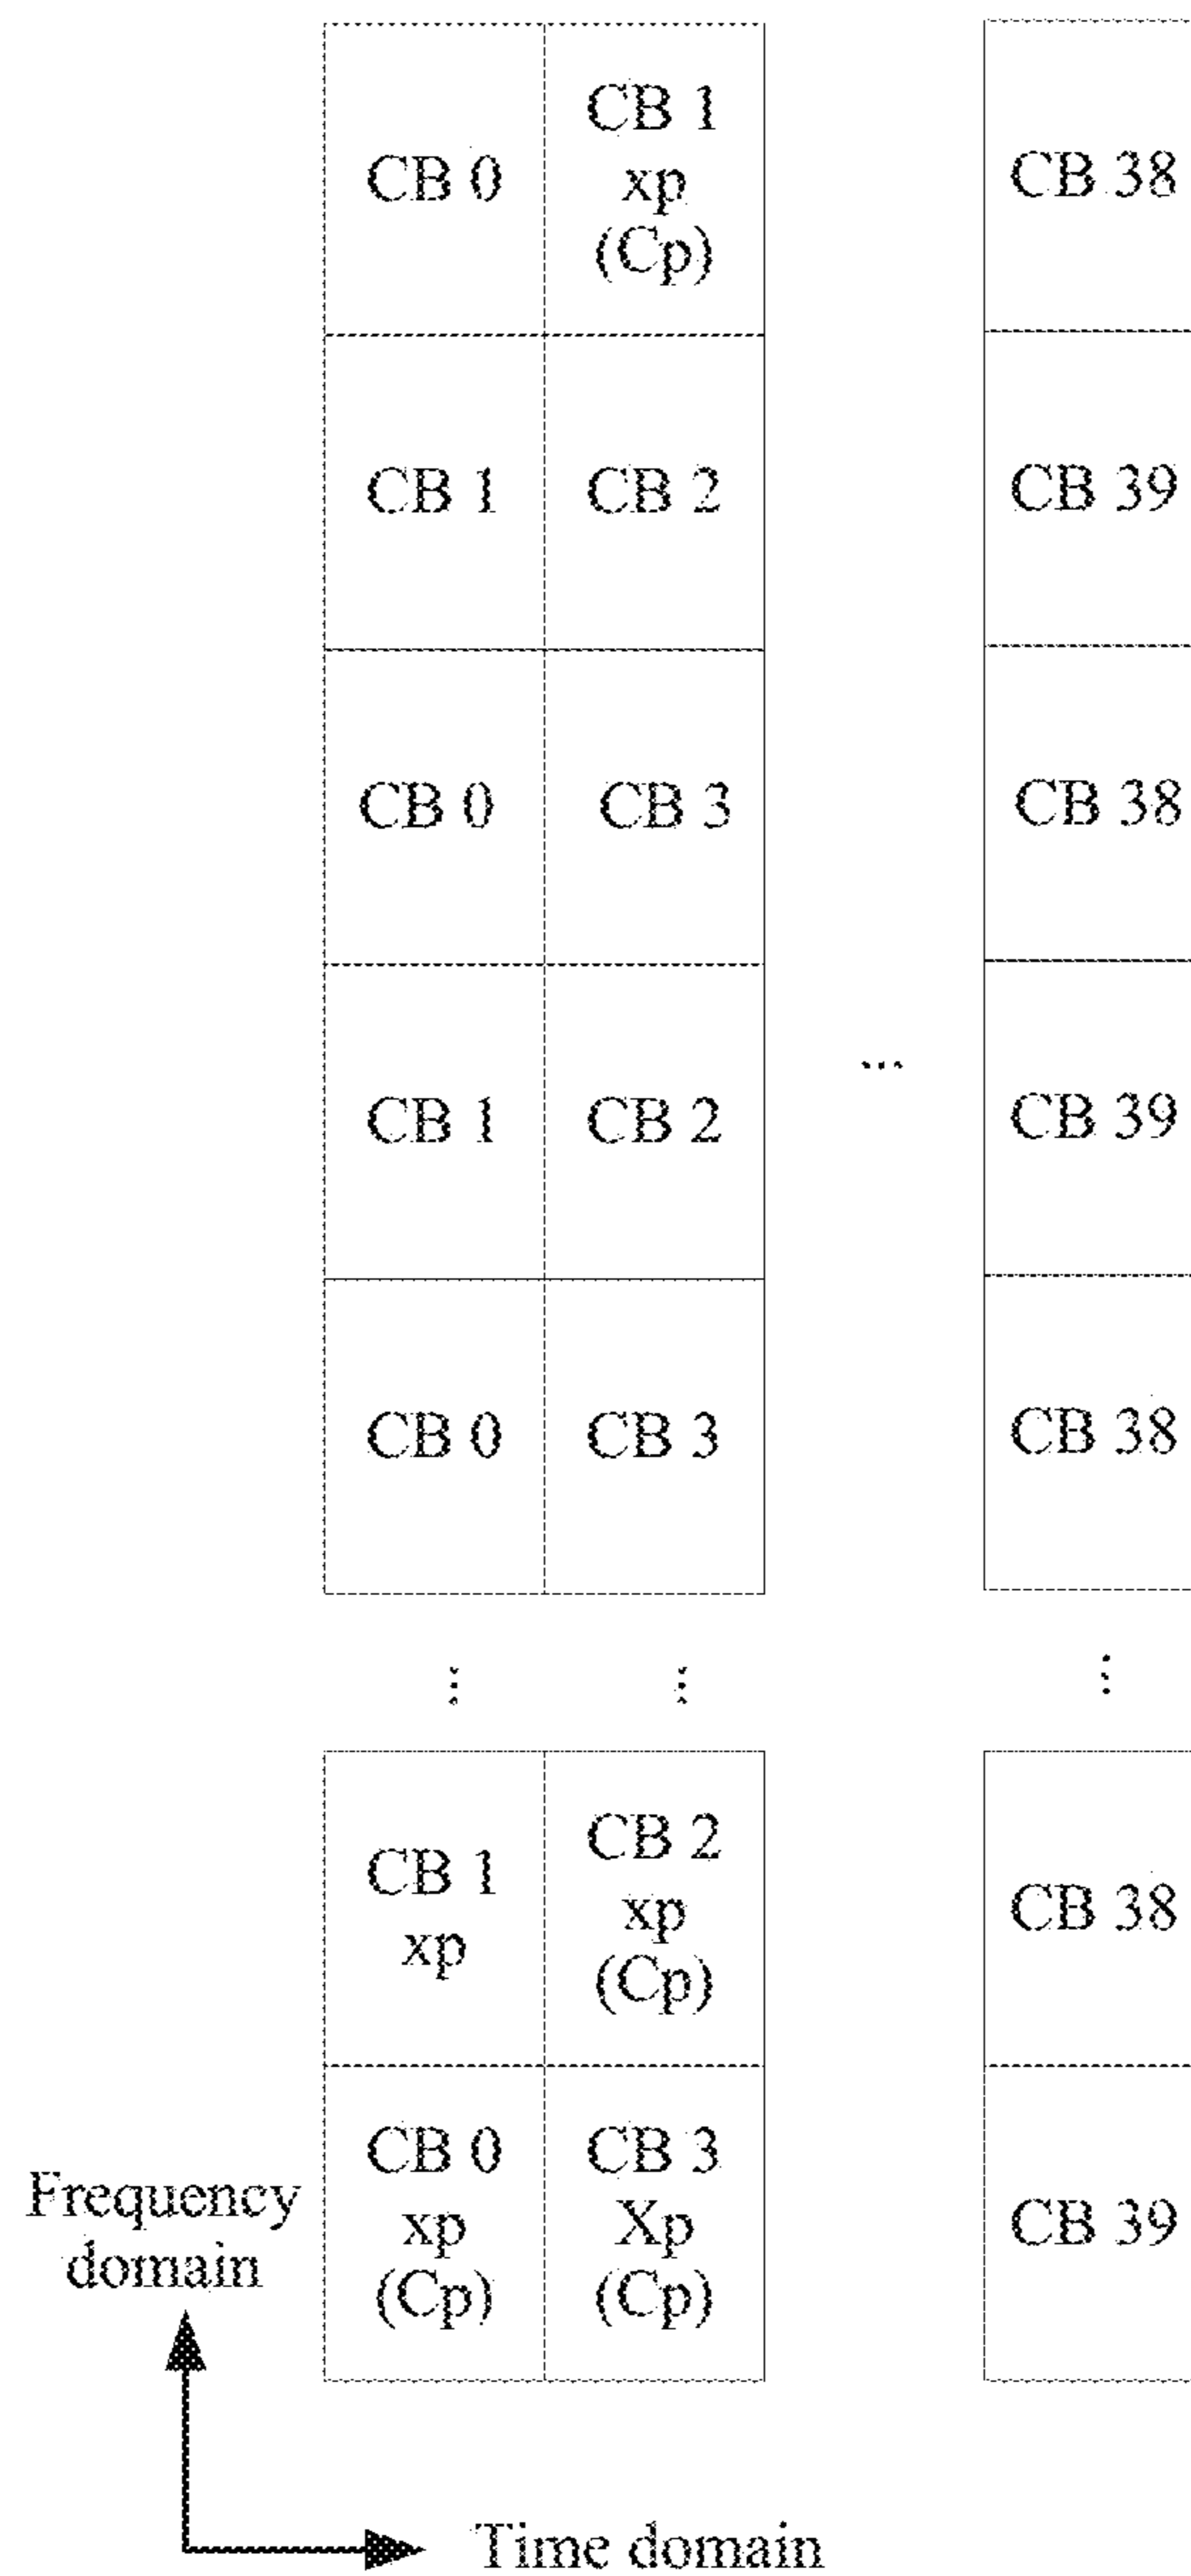 CB 0
CB 1
xp
(Cp)
CB 38
CB 1
CB 2
CB 39
CB 0
CB 3
CB 38
CB 1
CB 2
CB 39
...
CB 0
CB 3
CB 38
...
...
...
CB 1
xp
CB 2
xp
(Cp)
CB 38
CB 0
xp
(Cp)
CB 3
Xp
(Cp)
CB 39
Frequency
domain
Time domain